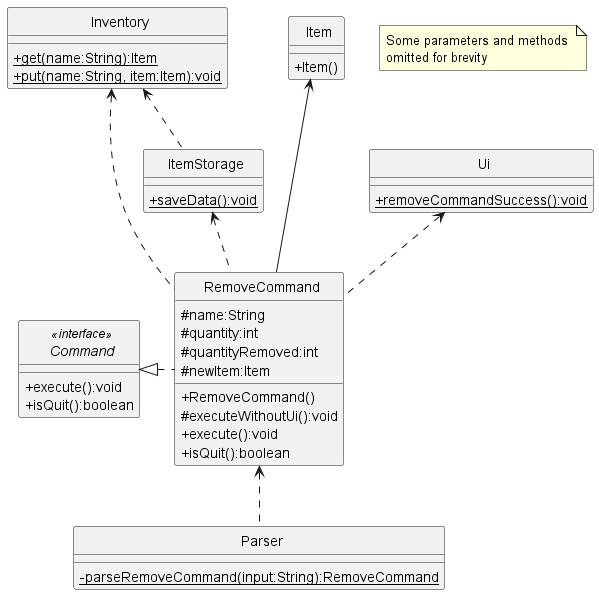 Inventory
+get(name:String):Item
+put(name:String, item:Item):void
Item
+Item()
Some parameters and methods
omitted for brevity
ItemStorage
+saveData():void
Ui
+removeCommandSuccess():void
RemoveCommand
#name:String
#quantity:int
#quantityRemoved:int
#newItem:Item
+RemoveCommand()
#executeWithoutUi():void
+execute():void
+isQuit():boolean
«interface»
Command
+execute():void
+isQuit():boolean
Parser
-parseRemoveCommand(input:String):RemoveCommand